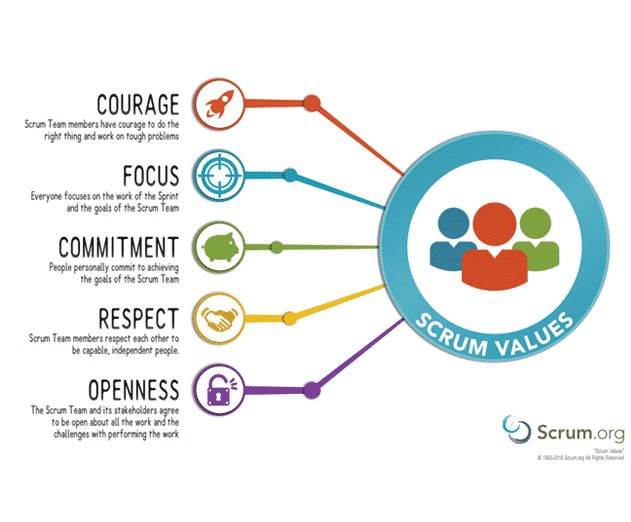 COURAGE
Scrum Team members have courage to do the
right thing and work on tough problems
FOCUS
Everyone focuses on the work of the Sprint
and the goals of the Scrum Team
COMMITMENT
People personally commit to achieving
the goals of the Scrum Team
RESPECT
Scrum Team members respect each other to
be capable, independent people.
OPENNESS
The Scrum Team and its stakeholders agree
to be open about all the work and the
challenges with performing the work
SCRUM VALUES
Scrum.org
"Scrum Values"
© 1993-2018 Scrum.org All Rights Reserved